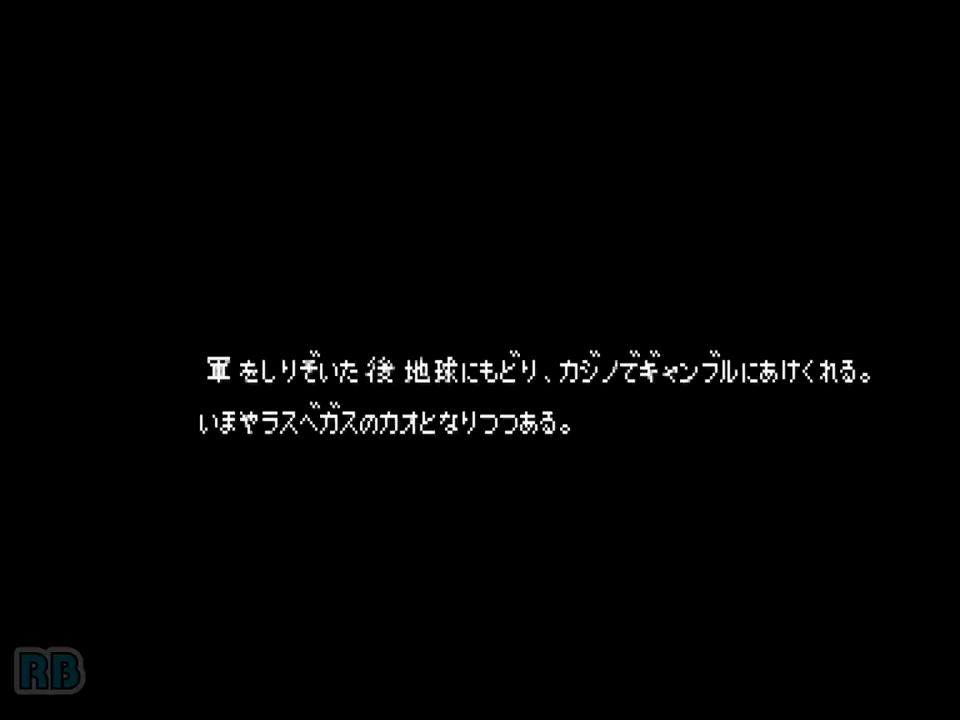 軍をしりぞいた後地球にもどり、カジノでギャンブルにあけくれる。
いまやラスベガスのカオとなりつつある。
RB